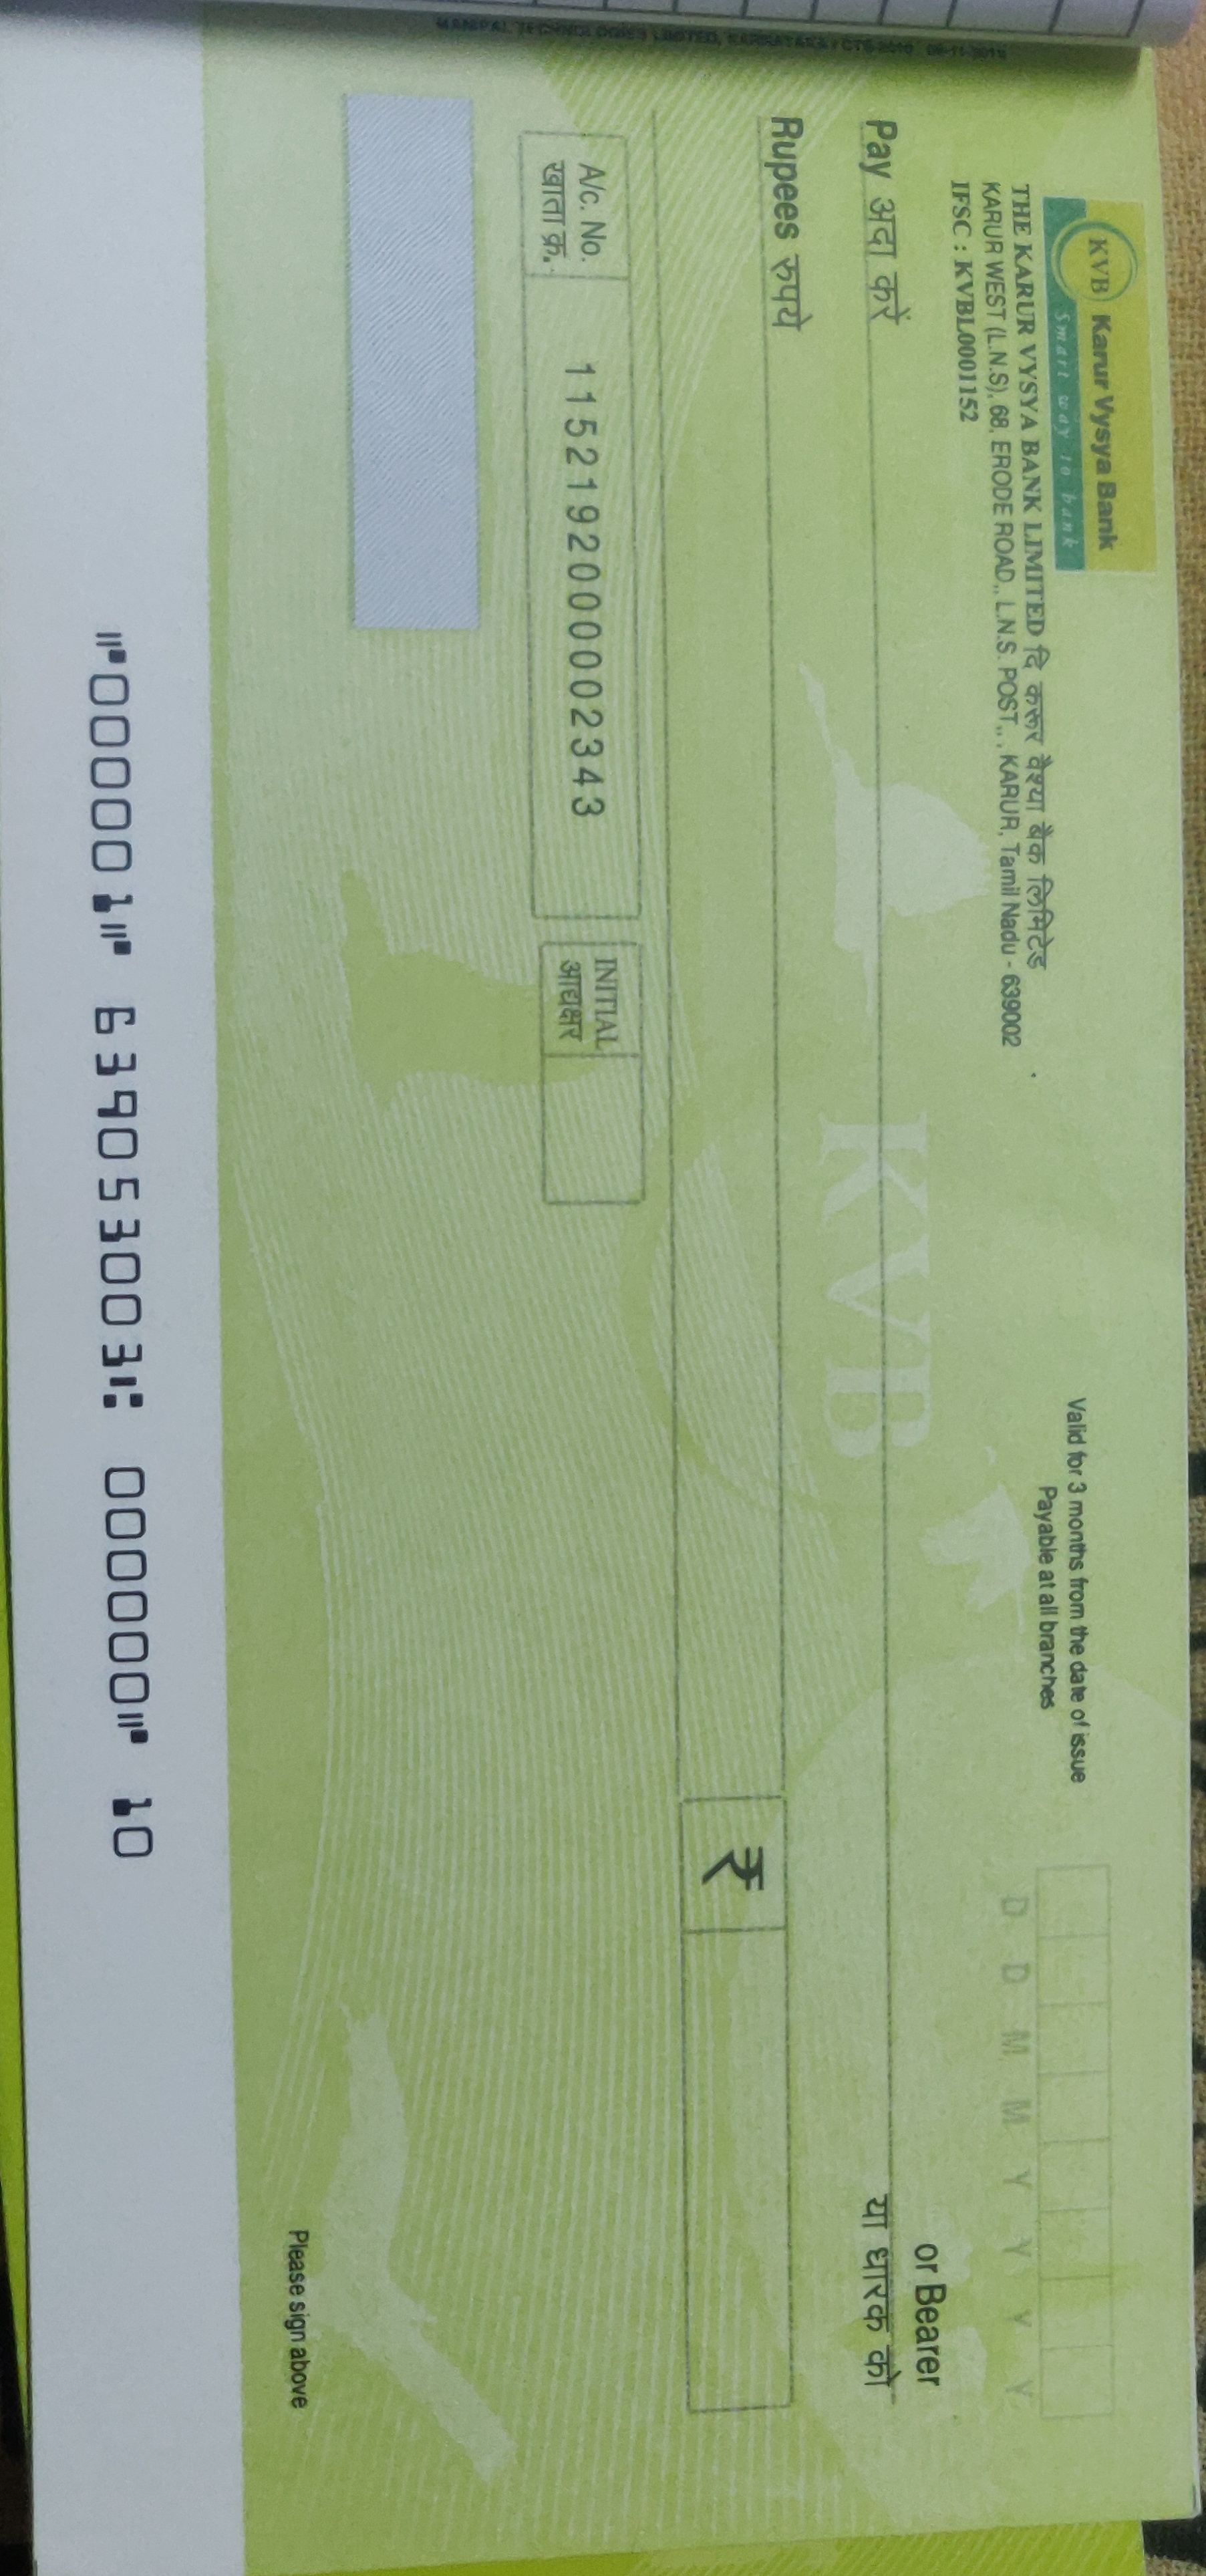 KVB Karur Vysya Bank
Smart way to bank
THE KARUR VYSYA BANK LIMITED दि करूर वैश्या बैंक लिमिटेड
KARUR WEST (L.N.S), 68, ERODE ROAD,, L.N.S. POST,, , KARUR, Tamil Nadu - 639002
IFSC : KVBL0001152
Valid for 3 months from the date of issue
Payable at all branches
D D M M Y Y Y Y
Pay अदा करें
or Bearer
या धारक को
KVB
Rupees रुपये
₹
A/c. No.
खाता क्र.
1152192000002343
INITIAL
आद्यक्षर
Please sign above
MANIPAL TECHNOLOGIES LIMITED, KARNATAKA / CTS-2010
⑈000001⑈ 639053003⑆ 000000⑈ 10